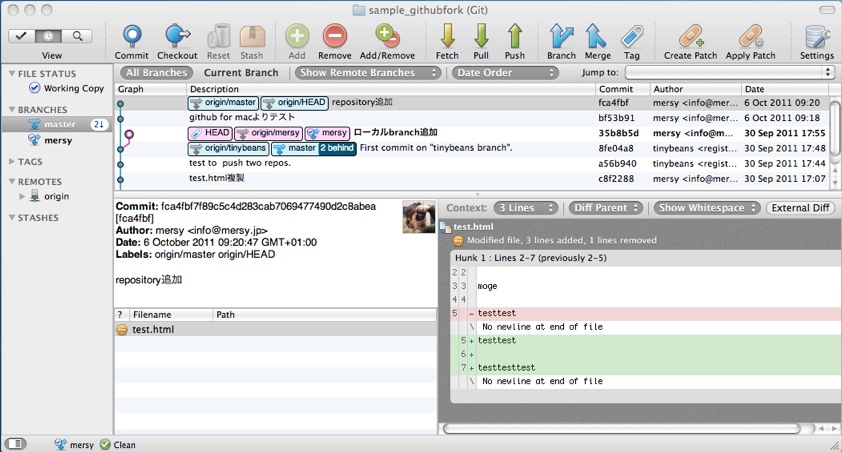 sample_githubfork (Git)
View Commit Checkout Reset Stash Add Remove Add/Remove Fetch Pull Push Branch Merge Tag Create Patch Apply Patch Settings
FILE STATUS
Working Copy
BRANCHES
master 2↓
mersy
TAGS
REMOTES
origin
STASHES
All Branches Current Branch Show Remote Branches Date Order Jump to:
Graph Description Commit Author Date
origin/master origin/HEAD repository追加 fca4fbf mersy <info@mer... 6 Oct 2011 09:20
github for macよりテスト bf53b91 mersy <info@mer... 6 Oct 2011 09:18
HEAD origin/mersy mersy ローカルbranch追加 35b8b5d mersy <info@me... 30 Sep 2011 17:55
origin/tinybeans master 2 behind First commit on "tinybeans branch". 8fe04a8 tinybeans <regist... 30 Sep 2011 17:48
test to push two repos. a56b940 tinybeans <regist... 30 Sep 2011 17:44
test.html複製 c8f2288 mersy <info@mer... 30 Sep 2011 17:07
Commit: fca4fbf7f89c5c4d283cab7069477490d2c8abea
[fca4fbf]
Author: mersy <info@mersy.jp>
Date: 6 October 2011 09:20:47 GMT+01:00
Labels: origin/master origin/HEAD
repository追加
? Filename Path
test.html
Context: 3 Lines Diff Parent Show Whitespace External Diff
test.html
Modified file, 3 lines added, 1 lines removed
Hunk 1 : Lines 2-7 (previously 2-5)
2 2
3 3 moge
4 4
5 - testtest
\ No newline at end of file
5 + testtest
6 +
7 + testtesttest
\ No newline at end of file
mersy Clean